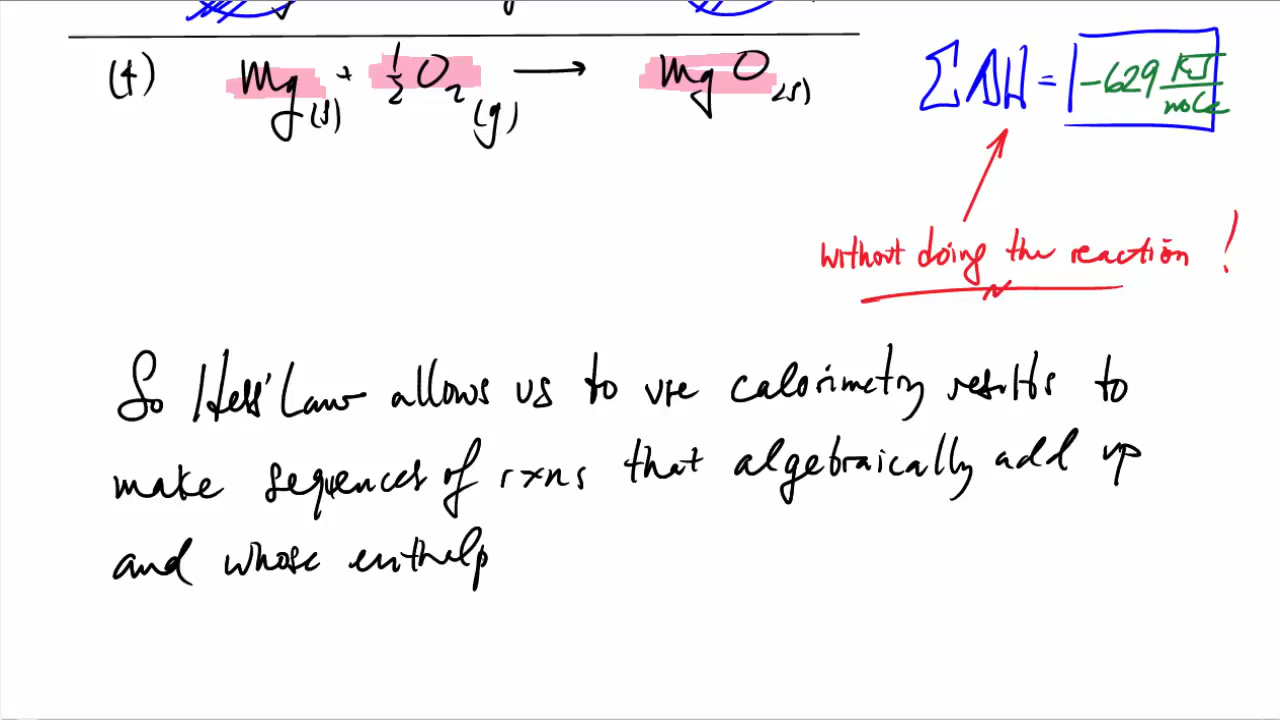 (4) Mg(s) + 1/2 O2(g) → MgO(s)
ΣΔH = -629 KJ/mole
without doing the reaction !
So Hess' Law allows us to use calorimetry results to
make sequences of rxns that algebraically add up
and whose enthalp